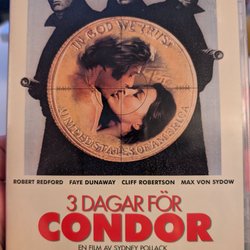 IN GOD WE TRUST
UNITED STATES OF AMERICA
ROBERT REDFORD FAYE DUNAWAY CLIFF ROBERTSON MAX VON SYDOW
3 DAGAR FÖR
CONDOR
EN FILM AV SYDNEY POLLACK